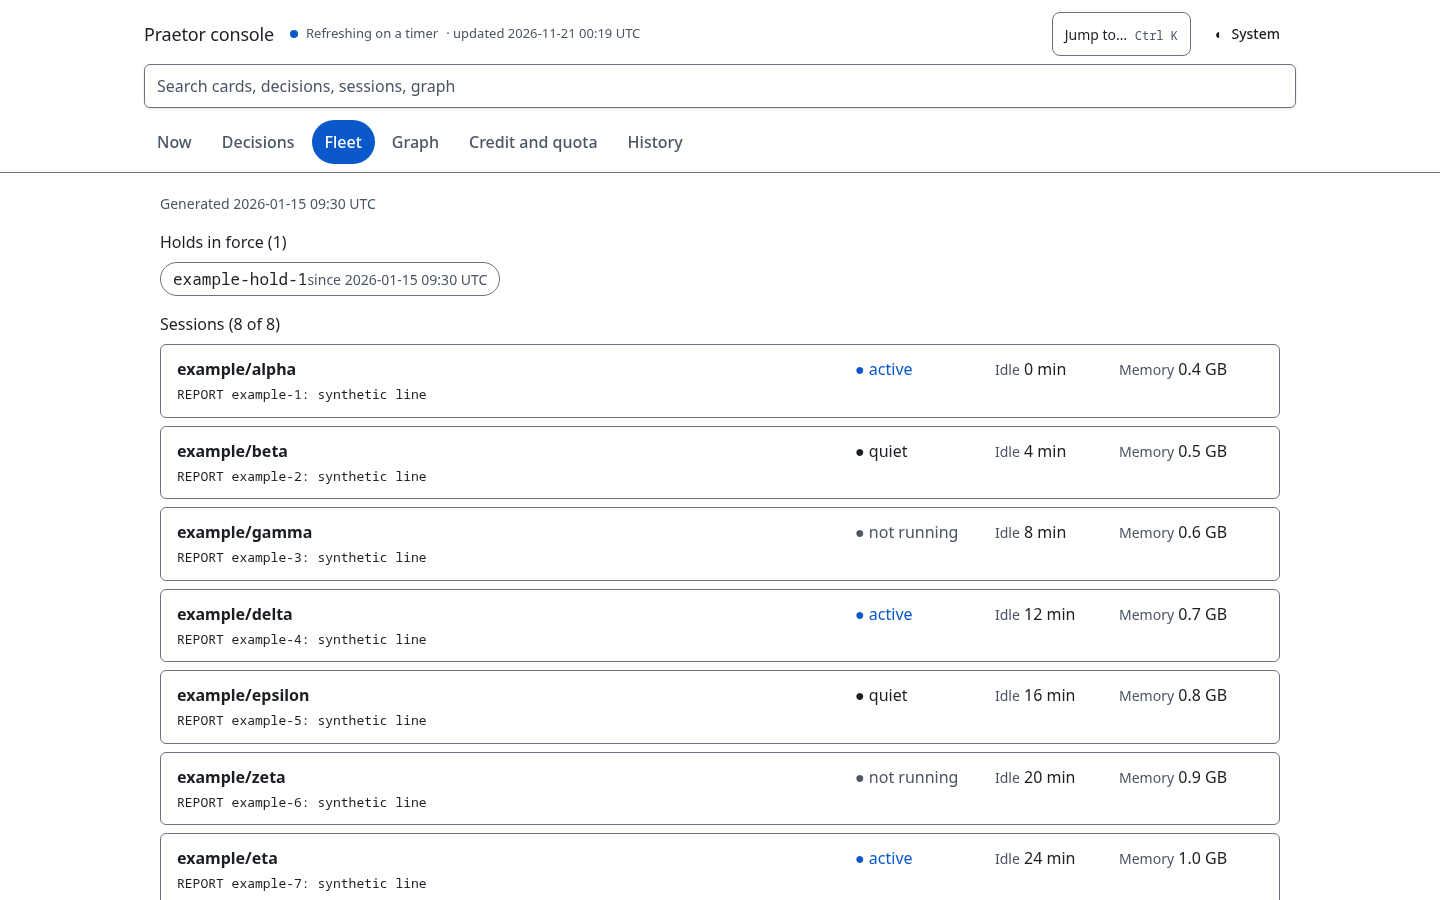 Praetor console
Refreshing on a timer · updated 2026-11-21 00:19 UTC
Jump to... Ctrl K
System
Search cards, decisions, sessions, graph
Now Decisions Fleet Graph Credit and quota History
Generated 2026-01-15 09:30 UTC
Holds in force (1)
example-hold-1since 2026-01-15 09:30 UTC
Sessions (8 of 8)
example/alpha ● active Idle 0 min Memory 0.4 GB
REPORT example-1: synthetic line
example/beta ● quiet Idle 4 min Memory 0.5 GB
REPORT example-2: synthetic line
example/gamma ● not running Idle 8 min Memory 0.6 GB
REPORT example-3: synthetic line
example/delta ● active Idle 12 min Memory 0.7 GB
REPORT example-4: synthetic line
example/epsilon ● quiet Idle 16 min Memory 0.8 GB
REPORT example-5: synthetic line
example/zeta ● not running Idle 20 min Memory 0.9 GB
REPORT example-6: synthetic line
example/eta ● active Idle 24 min Memory 1.0 GB
REPORT example-7: synthetic line